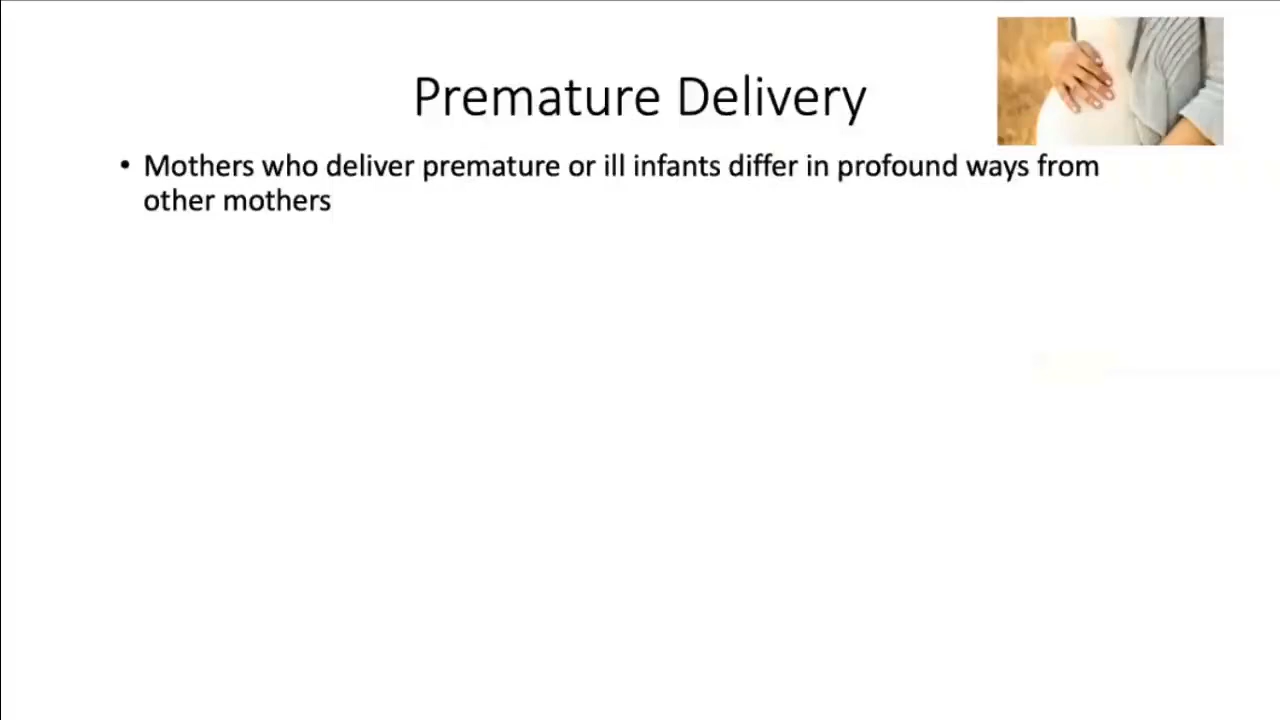 Premature Delivery
• Mothers who deliver premature or ill infants differ in profound ways from
other mothers